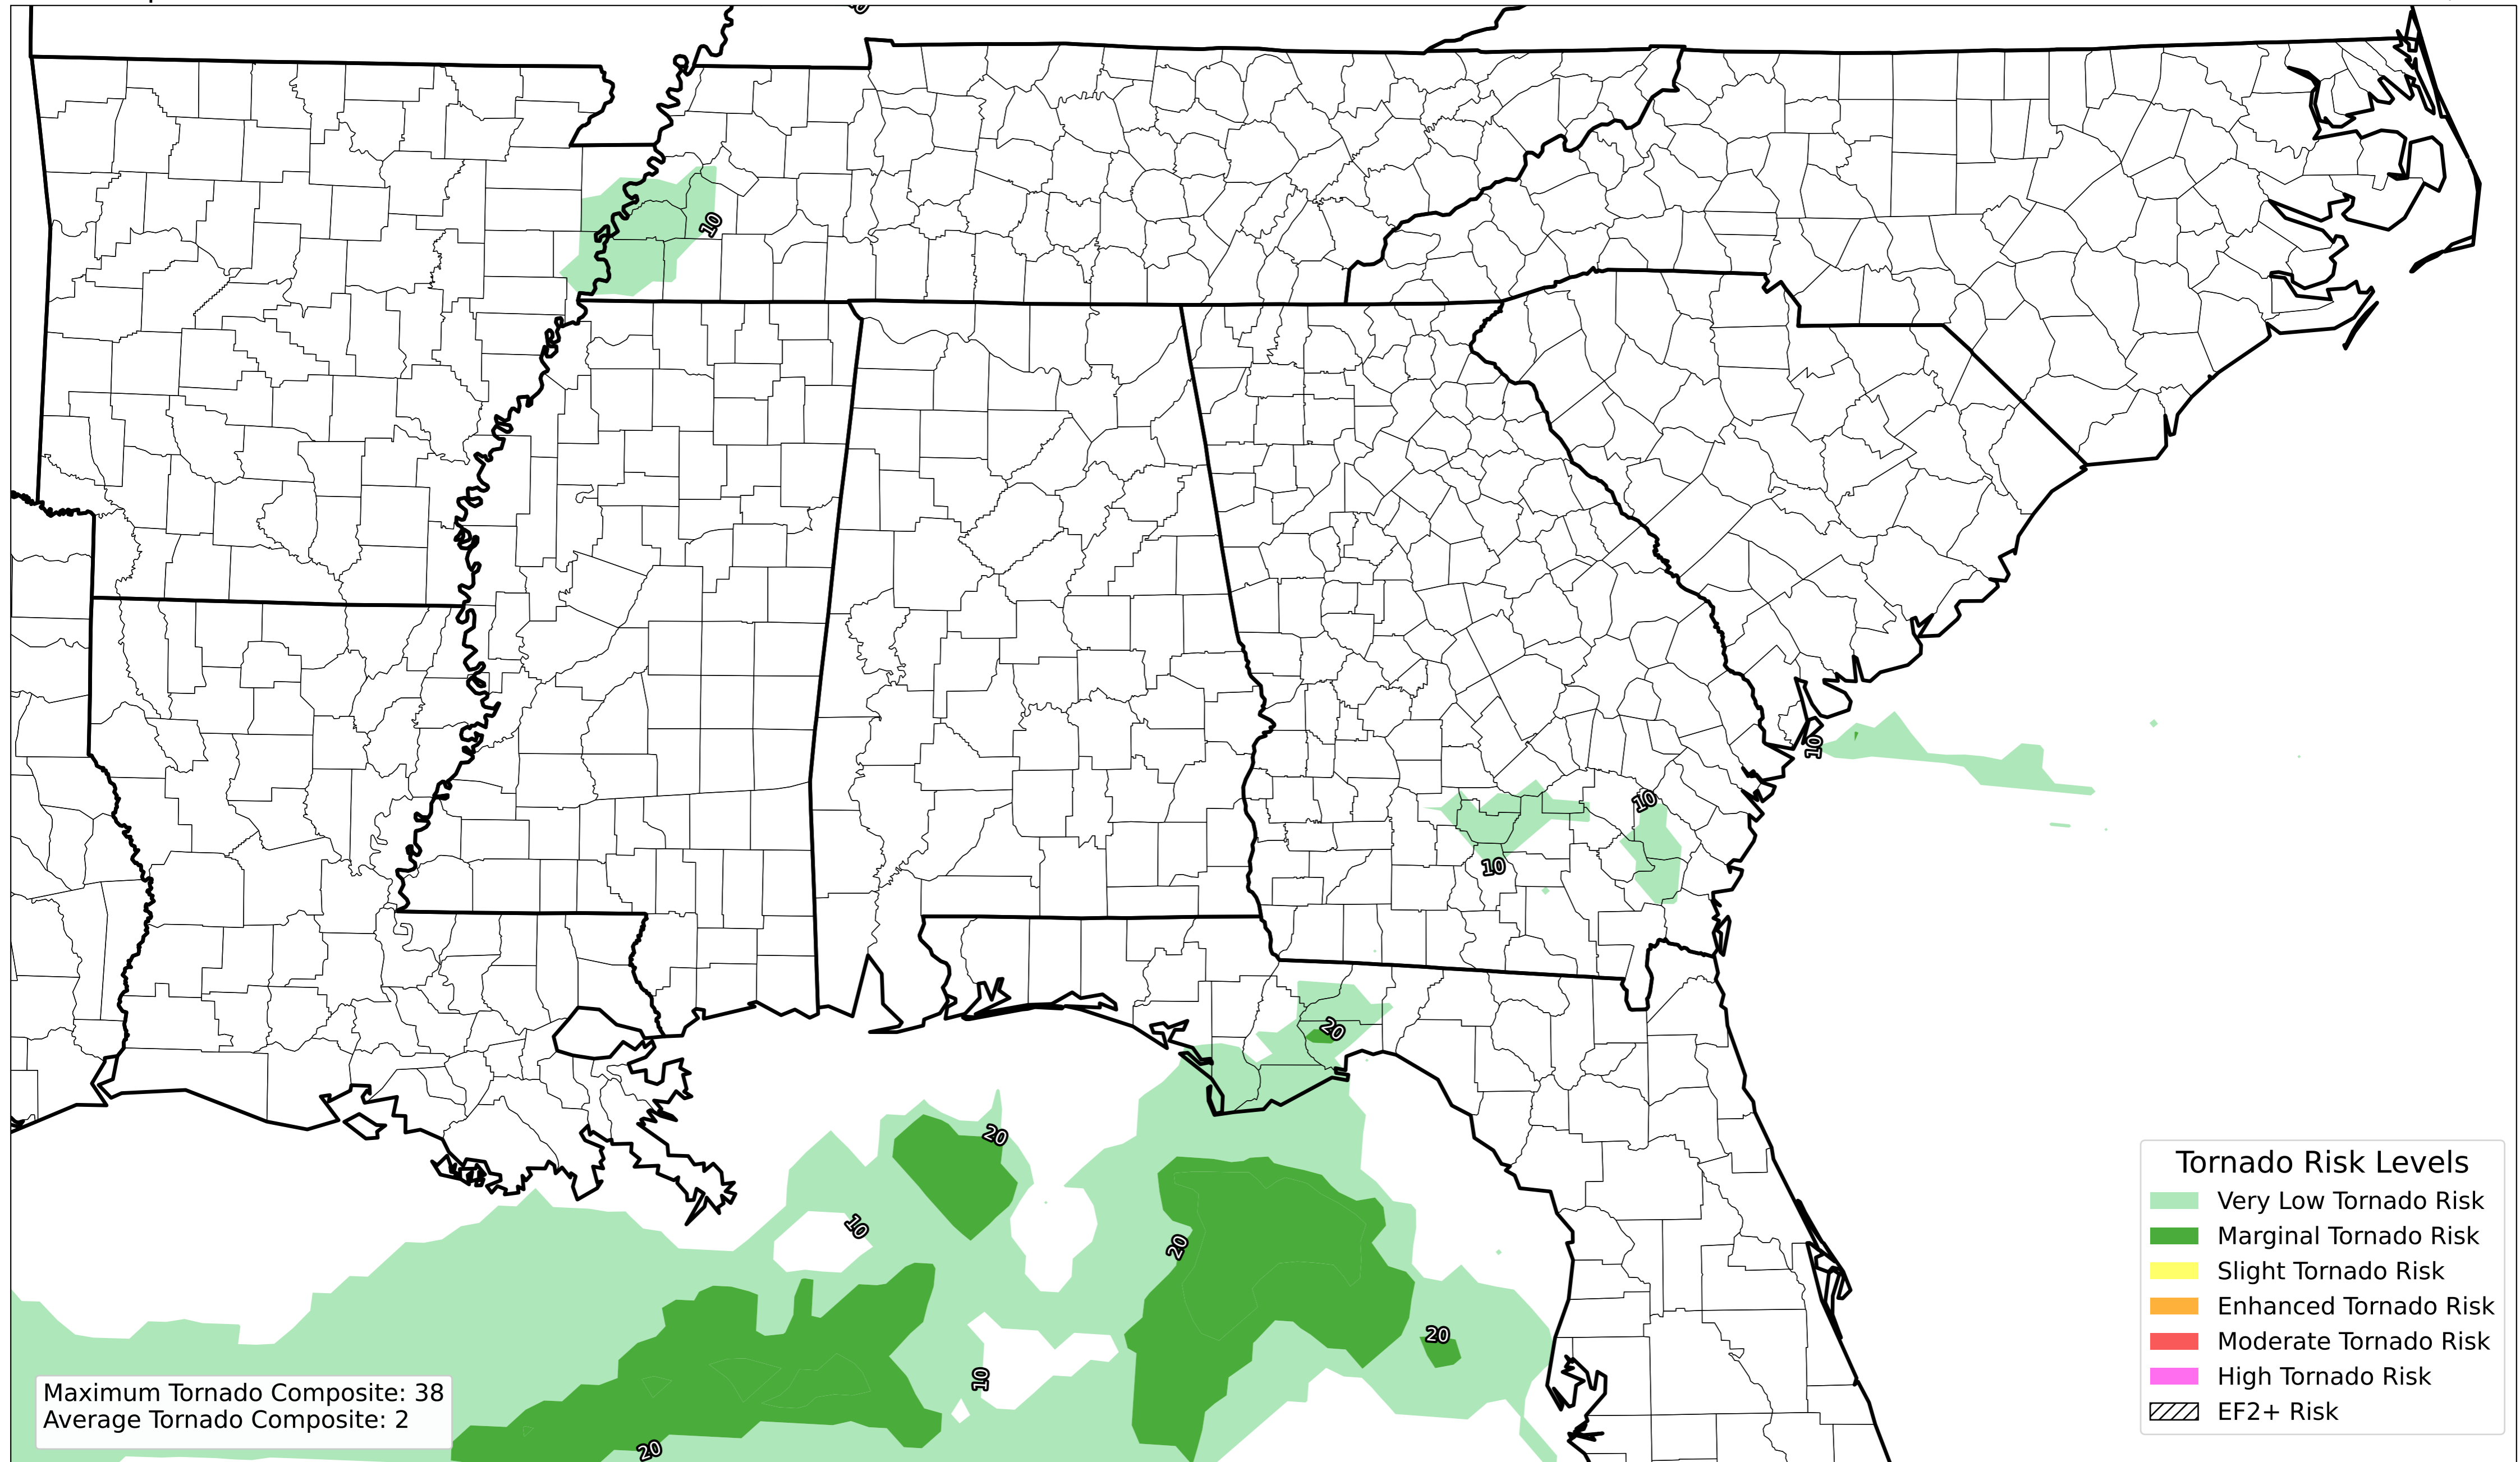 10
10
10
10
10
20
20
10
20
20
10
20
Tornado Risk Levels
Very Low Tornado Risk
Marginal Tornado Risk
Slight Tornado Risk
Enhanced Tornado Risk
Moderate Tornado Risk
High Tornado Risk
EF2+ Risk
Maximum Tornado Composite: 38
Average Tornado Composite: 2